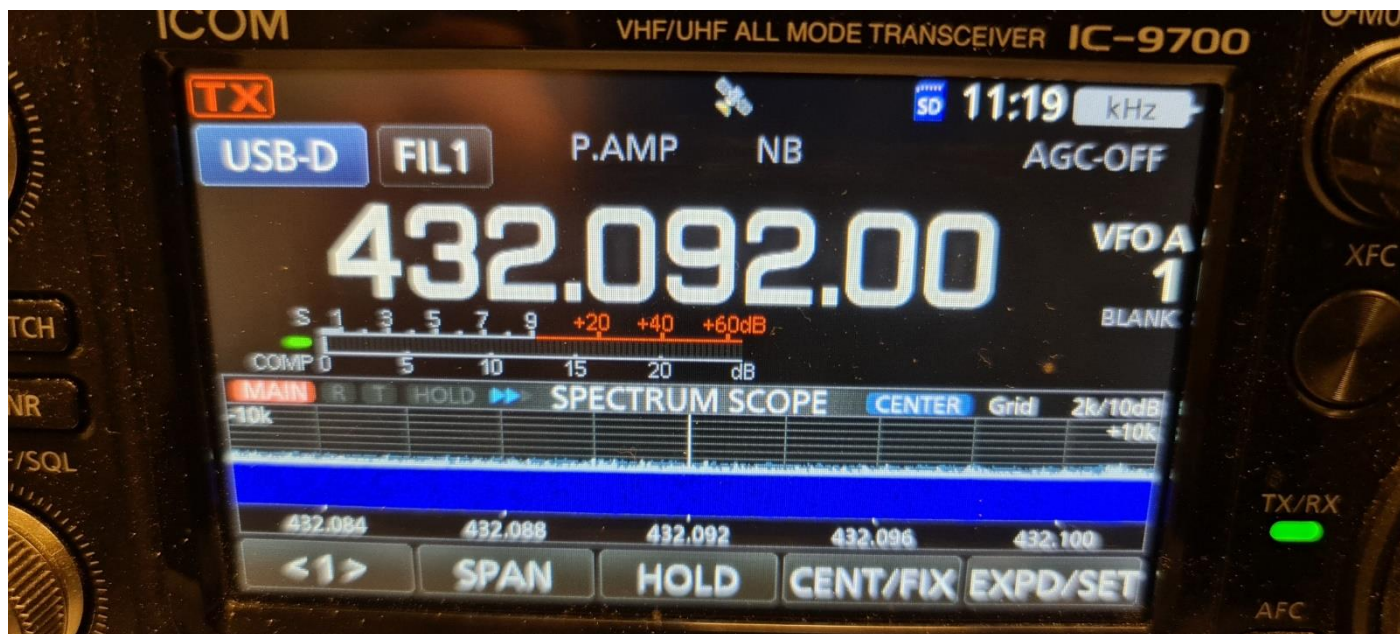 ICOM VHF/UHF ALL MODE TRANSCEIVER IC-9700
TX SD 11:19 kHz
USB-D FIL1 P.AMP NB AGC-OFF
432.092.00
VFO A
1
BLANK
XFC
S 1 3 5 7 9 +20 +40 +60dB
COMP 0 5 10 15 20 dB
MAIN R T HOLD SPECTRUM SCOPE CENTER Grid 2k/10dB
-10k +10k
432.084 432.088 432.092 432.096 432.100
<1> SPAN HOLD CENT/FIX EXPD/SET
TCH
NR
/SQL
TX/RX
AFC